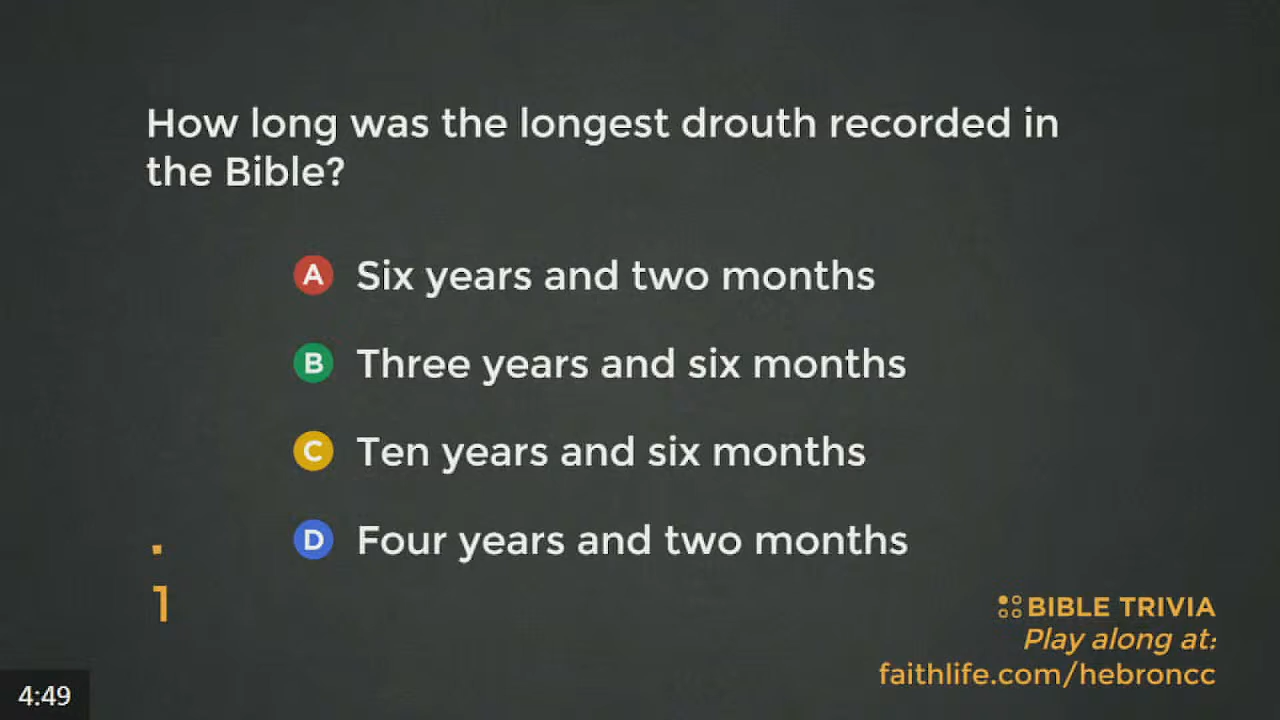 How long was the longest drouth recorded in
the Bible?
A Six years and two months
B Three years and six months
C Ten years and six months
D Four years and two months
1
BIBLE TRIVIA
Play along at:
faithlife.com/hebroncc
4:49